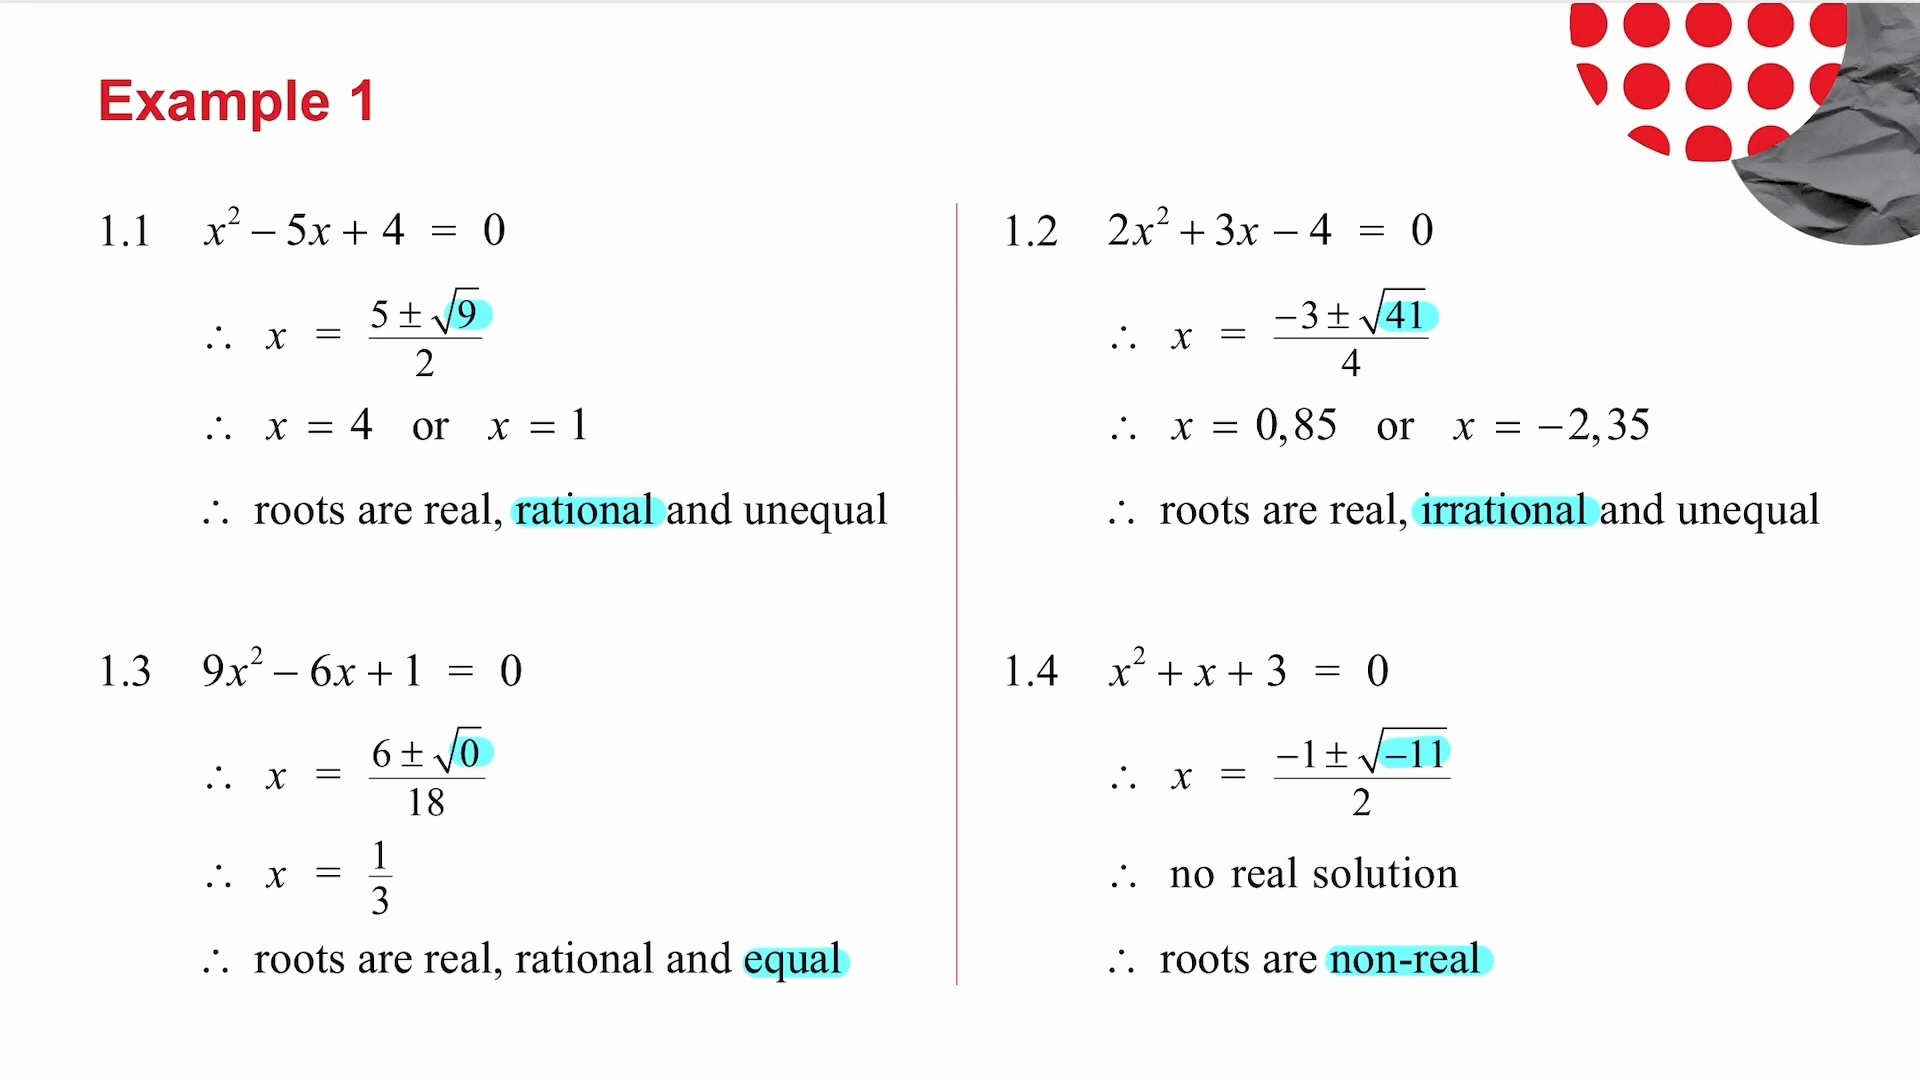 Example 1
1.1 x² − 5x + 4 = 0
∴ x = (5 ± √9)/2
∴ x = 4 or x = 1
∴ roots are real, rational and unequal
1.2 2x² + 3x − 4 = 0
∴ x = (−3 ± √41)/4
∴ x = 0,85 or x = −2,35
∴ roots are real, irrational and unequal
1.3 9x² − 6x + 1 = 0
∴ x = (6 ± √0)/18
∴ x = 1/3
∴ roots are real, rational and equal
1.4 x² + x + 3 = 0
∴ x = (−1 ± √−11)/2
∴ no real solution
∴ roots are non-real